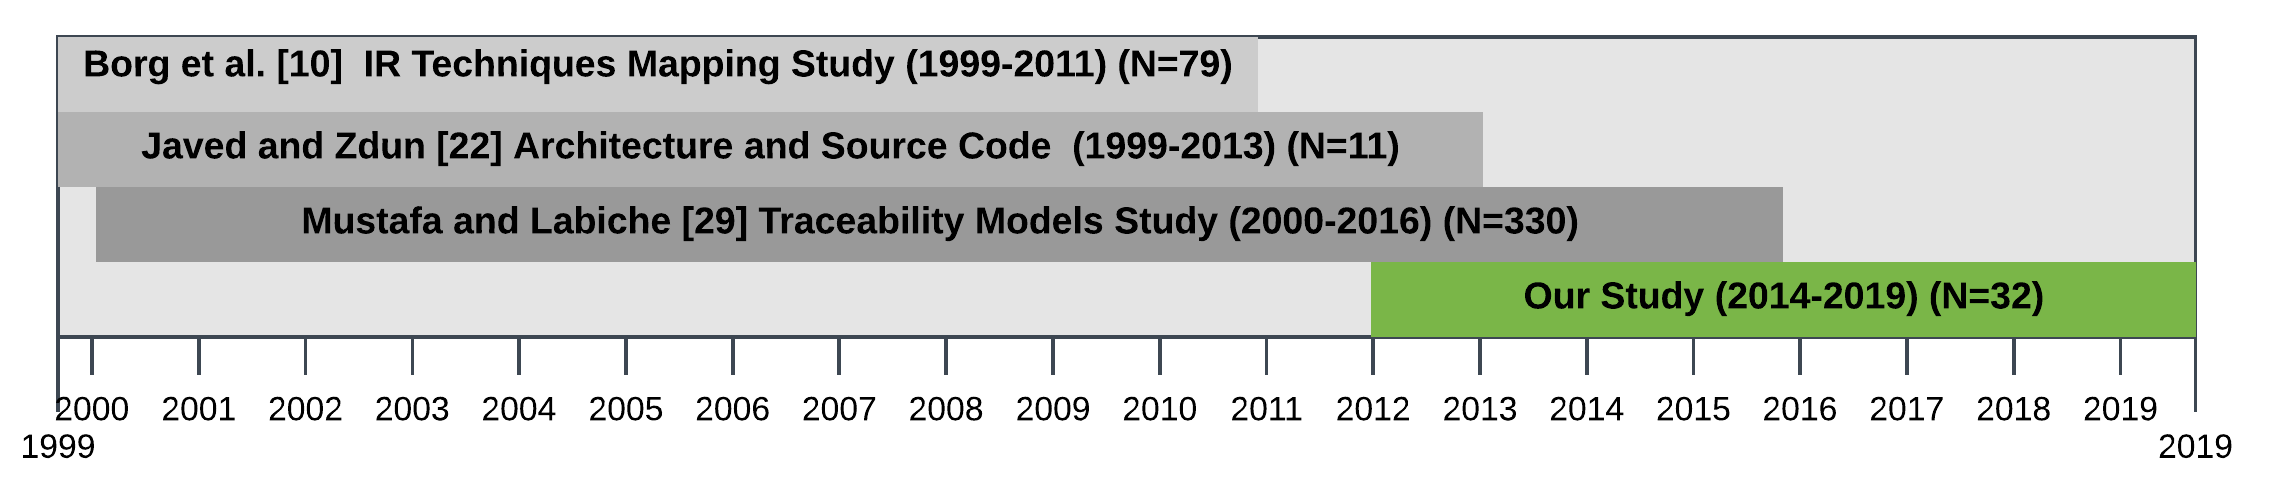 Borg et al. [10]  IR Techniques Mapping Study (1999-2011) (N=79)
Javed and Zdun [22] Architecture and Source Code  (1999-2013) (N=11)
Mustafa and Labiche [29] Traceability Models Study (2000-2016) (N=330)
Our Study (2014-2019) (N=32)
2000 2001 2002 2003 2004 2005 2006 2007 2008 2009 2010 2011 2012 2013 2014 2015 2016 2017 2018 2019
1999 2019